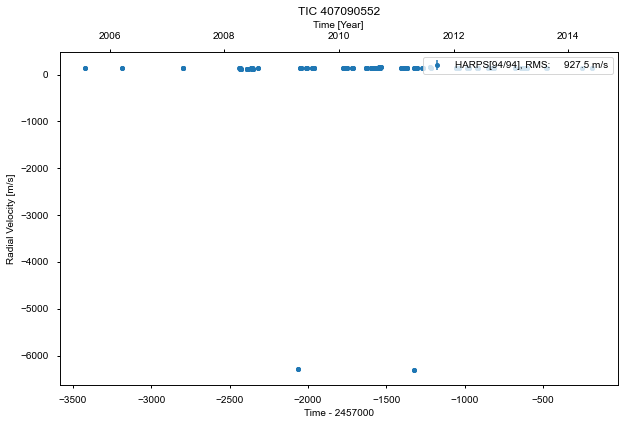 TIC 407090552
Time [Year]
2006 2008 2010 2012 2014
HARPS[94/94], RMS: 927.5 m/s
0
−1000
−2000
−3000
−4000
−5000
−6000
Radial Velocity [m/s]
−3500 −3000 −2500 −2000 −1500 −1000 −500
Time - 2457000